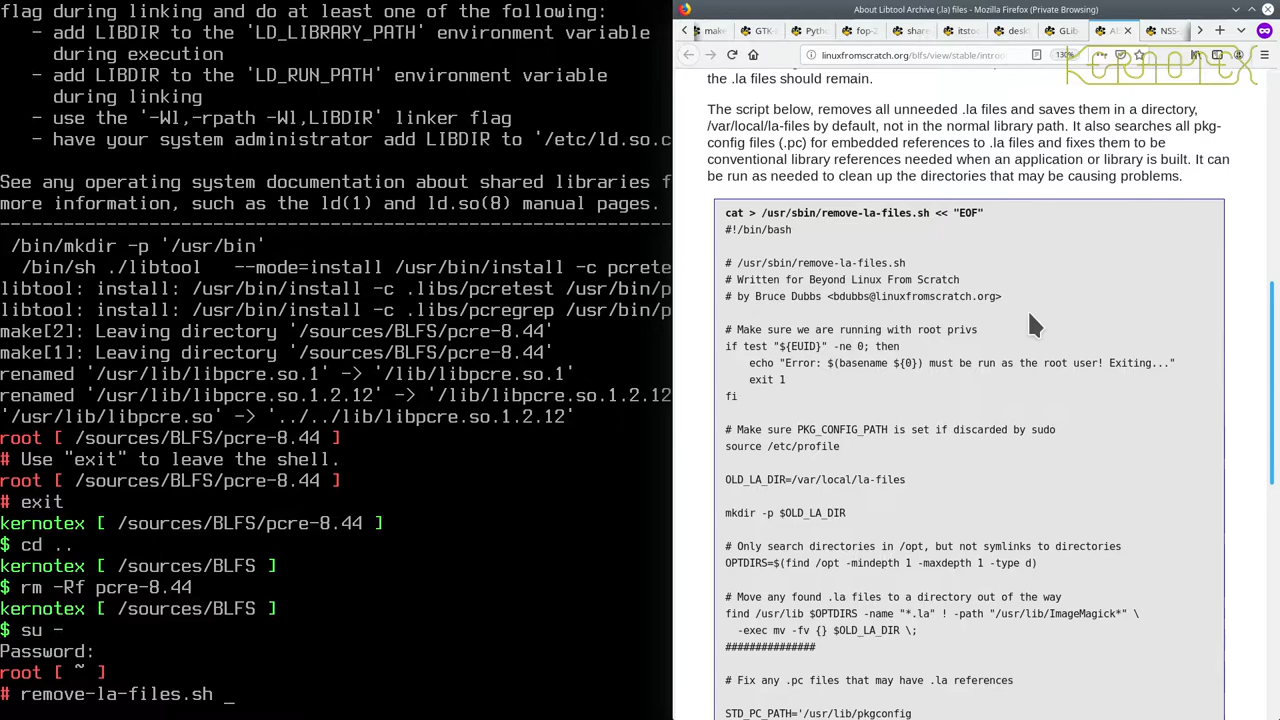 flag during linking and do at least one of the following:
- add LIBDIR to the 'LD_LIBRARY_PATH' environment variable
during execution
- add LIBDIR to the 'LD_RUN_PATH' environment variable
during linking
- use the '-Wl,-rpath -Wl,LIBDIR' linker flag
- have your system administrator add LIBDIR to '/etc/ld.so.c
See any operating system documentation about shared libraries f
more information, such as the ld(1) and ld.so(8) manual pages.
----------------------------------------------------------------
/bin/mkdir -p '/usr/bin'
/bin/sh ./libtool   --mode=install /usr/bin/install -c pcrete
libtool: install: /usr/bin/install -c .libs/pcretest /usr/bin/p
libtool: install: /usr/bin/install -c .libs/pcregrep /usr/bin/p
make[2]: Leaving directory '/sources/BLFS/pcre-8.44'
make[1]: Leaving directory '/sources/BLFS/pcre-8.44'
renamed '/usr/lib/libpcre.so.1' -> '/lib/libpcre.so.1'
renamed '/usr/lib/libpcre.so.1.2.12' -> '/lib/libpcre.so.1.2.12
'/usr/lib/libpcre.so' -> '../../lib/libpcre.so.1.2.12'
root [ /sources/BLFS/pcre-8.44 ]
# Use "exit" to leave the shell.
root [ /sources/BLFS/pcre-8.44 ]
# exit
kernotex [ /sources/BLFS/pcre-8.44 ]
$ cd ..
kernotex [ /sources/BLFS ]
$ rm -Rf pcre-8.44
kernotex [ /sources/BLFS ]
$ su -
Password:
root [ ~ ]
# remove-la-files.sh _
About Libtool Archive (.la) files - Mozilla Firefox (Private Browsing)
make GTK- Pyth fop-2 share itstoo deskt GLib Ab NSS-
linuxfromscratch.org/blfs/view/stable/introd 130%
KERNOTEX
the .la files should remain.
The script below, removes all unneeded .la files and saves them in a directory,
/var/local/la-files by default, not in the normal library path. It also searches all pkg-
config files (.pc) for embedded references to .la files and fixes them to be
conventional library references needed when an application or library is built. It can
be run as needed to clean up the directories that may be causing problems.
cat > /usr/sbin/remove-la-files.sh << "EOF"
#!/bin/bash
# /usr/sbin/remove-la-files.sh
# Written for Beyond Linux From Scratch
# by Bruce Dubbs <bdubbs@linuxfromscratch.org>
# Make sure we are running with root privs
if test "${EUID}" -ne 0; then
echo "Error: $(basename ${0}) must be run as the root user! Exiting..."
exit 1
fi
# Make sure PKG_CONFIG_PATH is set if discarded by sudo
source /etc/profile
OLD_LA_DIR=/var/local/la-files
mkdir -p $OLD_LA_DIR
# Only search directories in /opt, but not symlinks to directories
OPTDIRS=$(find /opt -mindepth 1 -maxdepth 1 -type d)
# Move any found .la files to a directory out of the way
find /usr/lib $OPTDIRS -name "*.la" ! -path "/usr/lib/ImageMagick*" \
-exec mv -fv {} $OLD_LA_DIR \;
###############
# Fix any .pc files that may have .la references
STD_PC_PATH='/usr/lib/pkgconfig